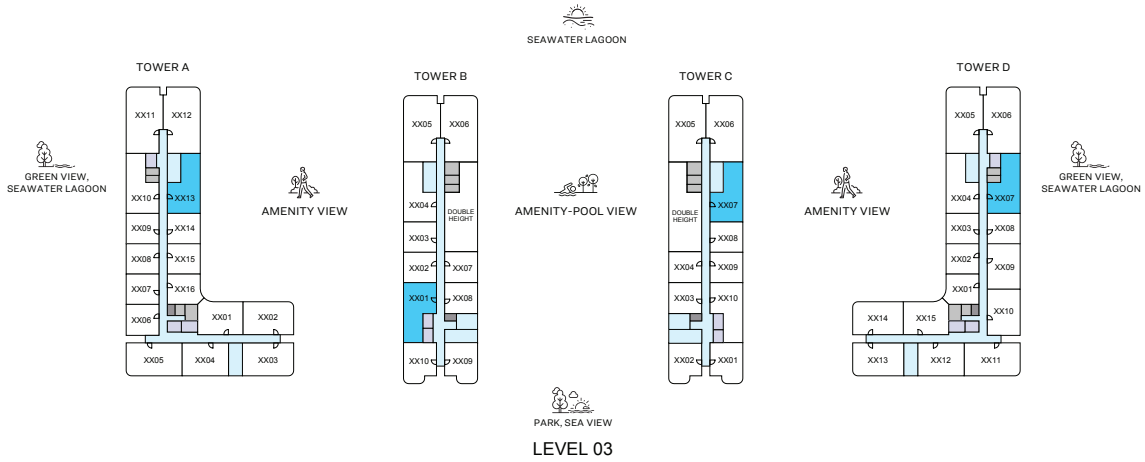 SEAWATER LAGOON
TOWER A
TOWER B
TOWER C
TOWER D
XX11
XX12
XX10
XX13
XX09
XX14
XX08
XX15
XX07
XX16
XX06
XX01
XX02
XX05
XX04
XX03
XX05
XX06
XX04
DOUBLE
HEIGHT
XX03
XX02
XX07
XX01
XX08
XX10
XX09
XX05
XX06
DOUBLE
HEIGHT
XX07
XX08
XX04
XX09
XX03
XX10
XX02
XX01
XX05
XX06
XX04
XX07
XX03
XX08
XX02
XX09
XX01
XX10
XX14
XX15
XX13
XX12
XX11
GREEN VIEW,
SEAWATER LAGOON
AMENITY VIEW
AMENITY-POOL VIEW
AMENITY VIEW
GREEN VIEW,
SEAWATER LAGOON
PARK, SEA VIEW
LEVEL 03